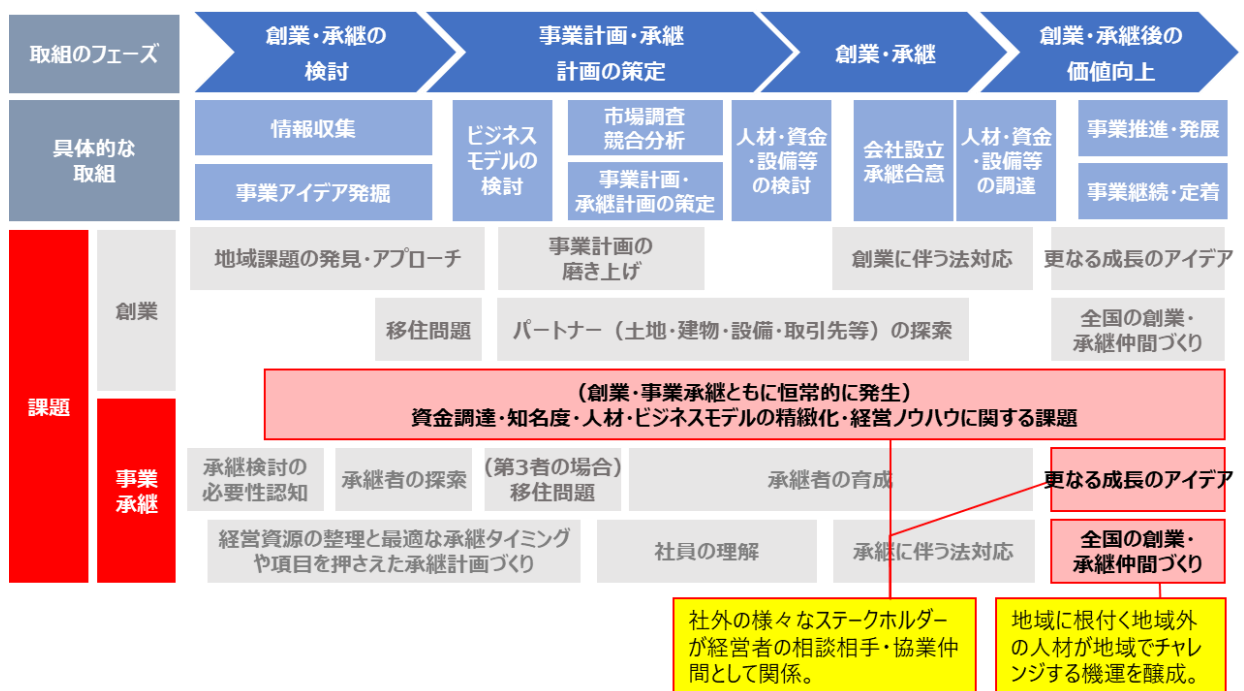 取組のフェーズ
創業・承継の
検討
事業計画・承継
計画の策定
創業・承継
創業・承継後の
価値向上
具体的な
取組
情報収集
事業アイデア発掘
ビジネス
モデルの
検討
市場調査
競合分析
事業計画・
承継計画の策定
人材・資金
・設備等
の検討
会社設立
承継合意
人材・資金
・設備等
の調達
事業推進・発展
事業継続・定着
課題
創業
地域課題の発見・アプローチ
事業計画の
磨き上げ
創業に伴う法対応
更なる成長のアイデア
移住問題
パートナー（土地・建物・設備・取引先等）の探索
全国の創業・
承継仲間づくり
(創業・事業承継ともに恒常的に発生)
資金調達・知名度・人材・ビジネスモデルの精緻化・経営ノウハウに関する課題
事業
承継
承継検討の
必要性認知
承継者の探索
(第3者の場合)
移住問題
承継者の育成
更なる成長のアイデア
経営資源の整理と最適な承継タイミング
や項目を押さえた承継計画づくり
社員の理解
承継に伴う法対応
全国の創業・
承継仲間づくり
社外の様々なステークホルダー
が経営者の相談相手・協業仲
間として関係。
地域に根付く地域外
の人材が地域でチャレ
ンジする機運を醸成。